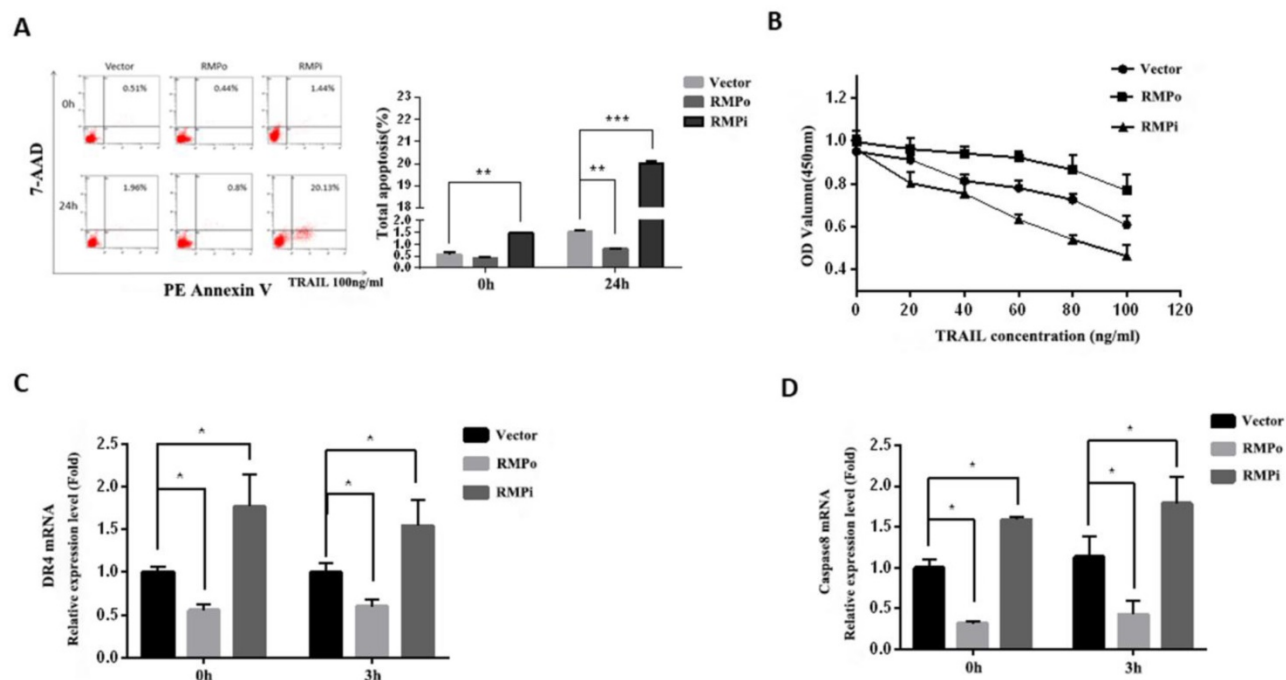 A
Vector
RMPo
RMPi
0h
0.51%
0.44%
1.44%
7-AAD
24h
1.96%
0.8%
20.13%
PE Annexin V
TRAIL 100ng/ml
Vector
RMPo
RMPi
Total apoptosis(%)
23
22
21
20
19
18
2.0
1.5
1.0
0.5
0.0
**
**
***
0h
24h
B
Vector
RMPo
RMPi
OD Valumn(450nm)
1.0
0.8
0.6
0.4
0
20
40
60
80
100
120
TRAIL concentration (ng/ml)
C
Vector
RMPo
RMPi
DR4 mRNA
Relative expression level (Fold)
2.5
2.0
1.5
1.0
0.5
0.0
*
*
*
*
0h
3h
D
Vector
RMPo
RMPi
Caspase8 mRNA
Relative expression level (Fold)
2.5
2.0
1.5
1.0
0.5
0.0
*
*
*
*
0h
3h